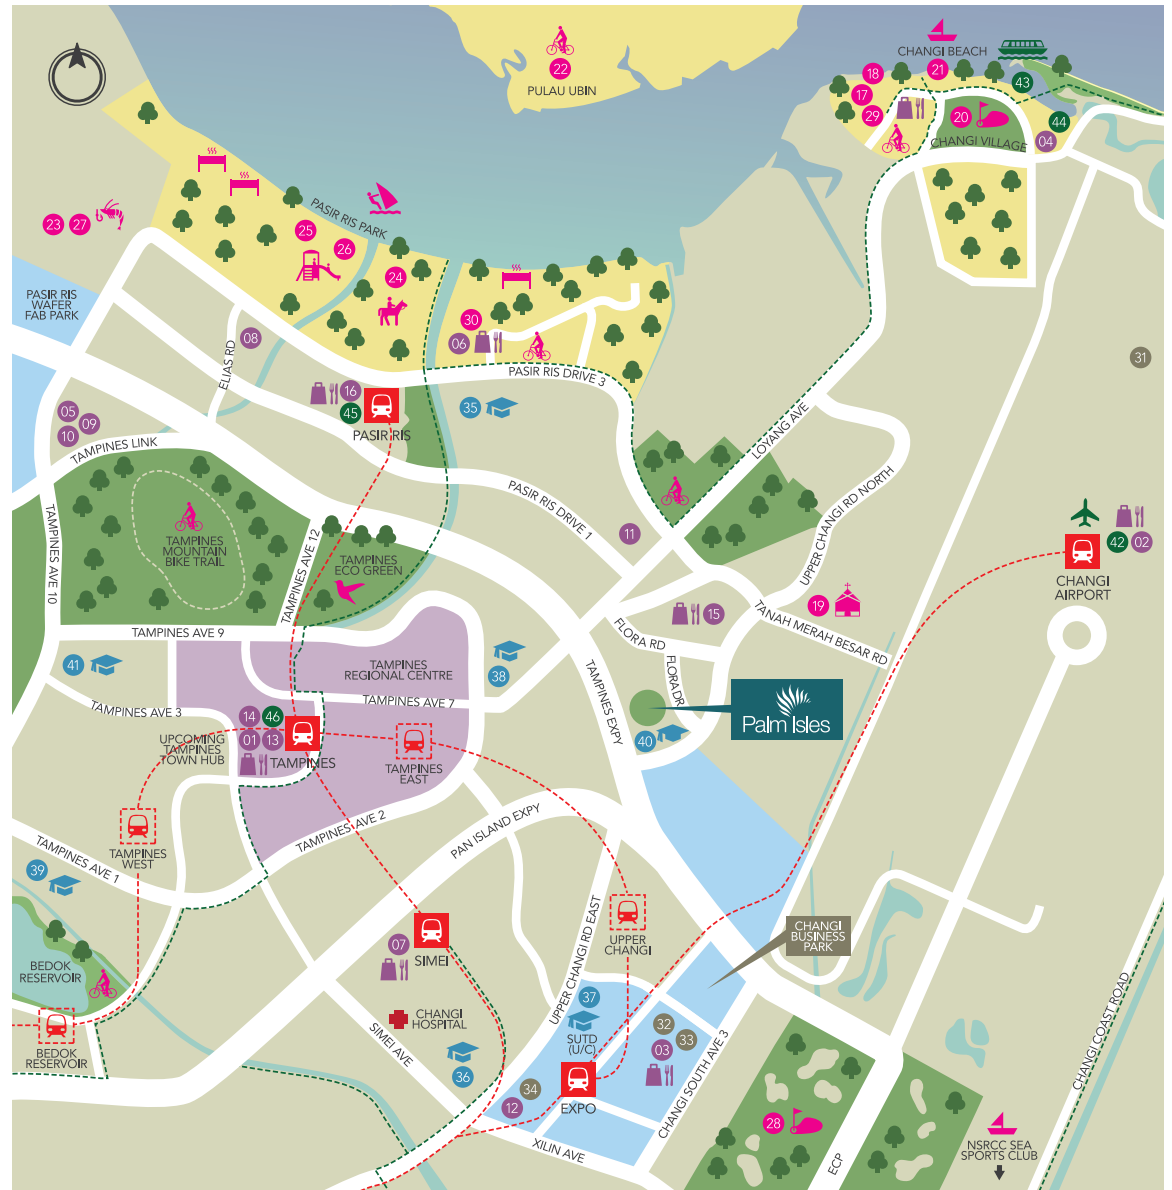 22
PULAU UBIN
CHANGI BEACH
21
18
17
29
43
20
44
04
CHANGI VILLAGE
23
27
25
26
24
PASIR RIS PARK
30
06
PASIR RIS
WAFER
FAB PARK
08
ELIAS RD
PASIR RIS DRIVE 3
31
16
45
PASIR RIS
35
05
09
10
TAMPINES LINK
LOYANG AVE
UPPER CHANGI RD NORTH
PASIR RIS DRIVE 1
11
TAMPINES AVE 10
TAMPINES
MOUNTAIN
BIKE TRAIL
TAMPINES AVE 12
TAMPINES
ECO GREEN
42
02
CHANGI
AIRPORT
19
15
FLORA RD
TANAH MERAH BESAR RD
TAMPINES AVE 9
TAMPINES
REGIONAL CENTRE
41
38
TAMPINES EXPY
FLORA DR
TAMPINES AVE 7
TAMPINES AVE 3
Palm Isles
14
46
01
13
UPCOMING
TAMPINES
TOWN HUB
TAMPINES
40
TAMPINES
EAST
PAN ISLAND EXPY
TAMPINES AVE 2
TAMPINES
WEST
TAMPINES AVE 1
39
UPPER CHANGI RD EAST
UPPER
CHANGI
CHANGI
BUSINESS
PARK
07
SIMEI
BEDOK
RESERVOIR
37
SUTD
(U/C)
32
33
03
CHANGI
HOSPITAL
BEDOK
RESERVOIR
SIMEI AVE
36
34
12
EXPO
CHANGI SOUTH AVE 3
XILIN AVE
28
ECP
CHANGI COAST ROAD
NSRCC SEA
SPORTS CLUB